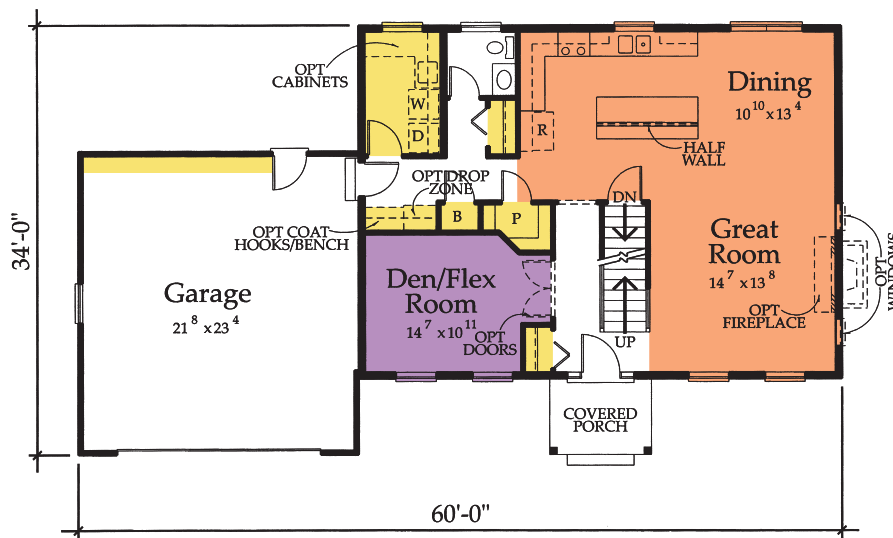 OPT
CABINETS
W
D
R
Dining
10 10 x 13 4
HALF
WALL
OPT DROP
ZONE
OPT COAT
HOOKS/BENCH
B
P
DN
Great
Room
14 7 x 13 8
OPT
WINDOWS
OPT
FIREPLACE
34'-0"
Garage
21 8 x 23 4
Den/Flex
Room
14 7 x 10 11
OPT
DOORS
UP
COVERED
PORCH
60'-0"